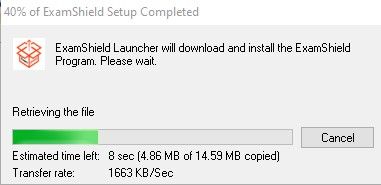 40% of ExamShield Setup Completed
ExamShield Launcher will download and install the ExamShield
Program. Please wait.
Retrieving the file
Cancel
Estimated time left: 8 sec (4.86 MB of 14.59 MB copied)
Transfer rate: 1663 KB/Sec